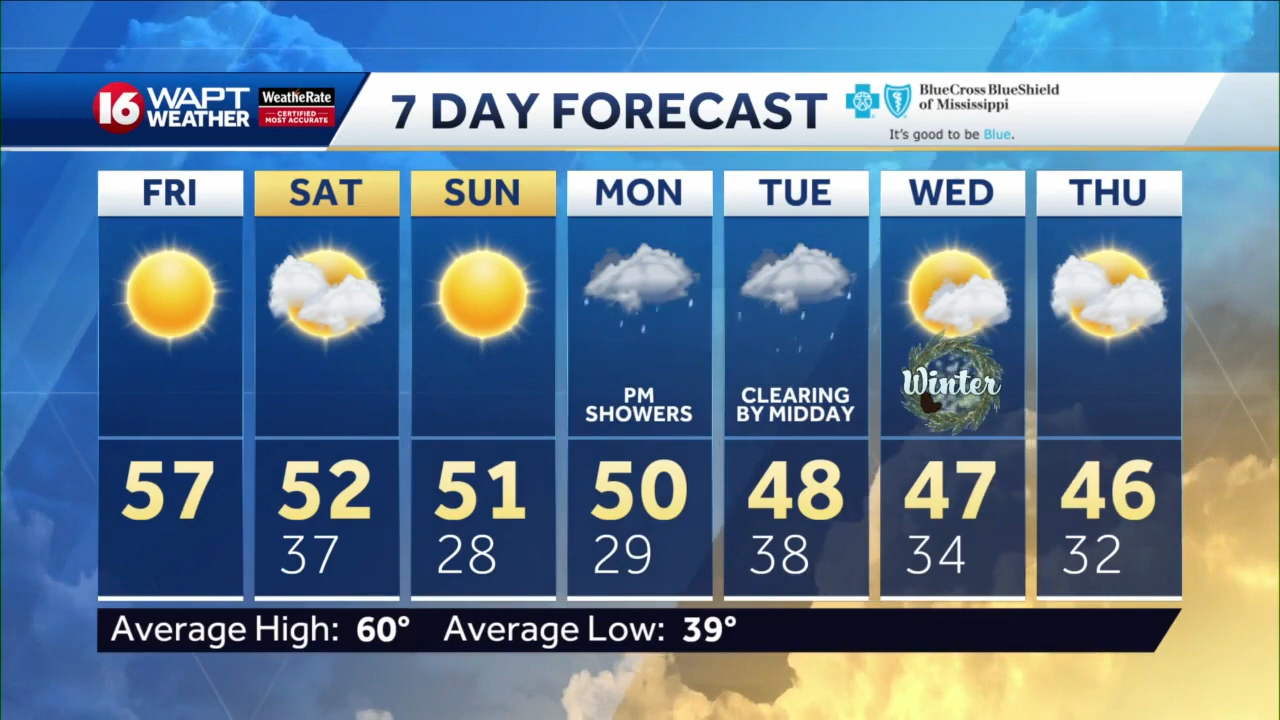 16 WAPT WEATHER
WeatheRate
CERTIFIED
MOST ACCURATE
7 DAY FORECAST
BlueCross BlueShield
of Mississippi
It's good to be Blue.
FRI SAT SUN MON TUE WED THU
Winter
PM
SHOWERS
CLEARING
BY MIDDAY
57 52 51 50 48 47 46
37 28 29 38 34 32
Average High: 60° Average Low: 39°